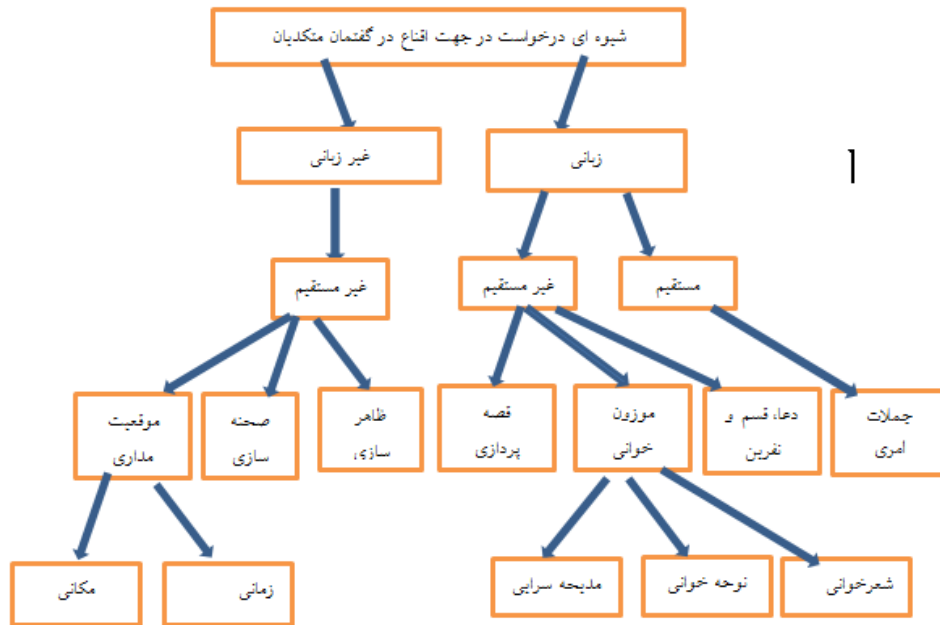 شیوه ای درخواست در جهت اقناع در گفتمان متکدیان
زبانی
غیر زبانی
آ
مستقیم
غیر مستقیم
غیر مستقیم
جملات
امری
دعا، قسم و
نفرین
موزون
خوانی
قصه
پردازی
ظاهر
سازی
صحنه
سازی
موقعیت
مداری
شعرخوانی
نوحه خوانی
مدیحه سرایی
زمانی
مکانی